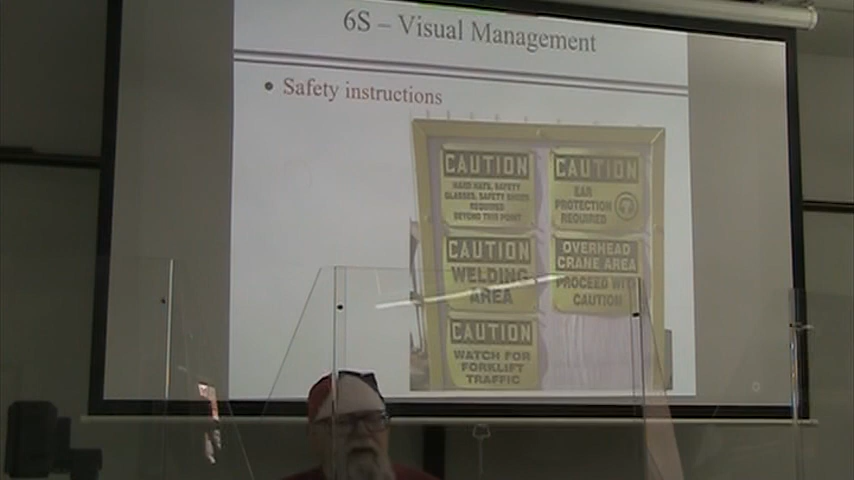 6S – Visual Management
• Safety instructions
CAUTION
HARD HATS, SAFETY
GLASSES, SAFETY SHOES
REQUIRED
BEYOND THIS POINT
CAUTION
EAR
PROTECTION
REQUIRED
CAUTION
WELDING
AREA
OVERHEAD
CRANE AREA
PROCEED WITH
CAUTION
CAUTION
WATCH FOR
FORKLIFT
TRAFFIC